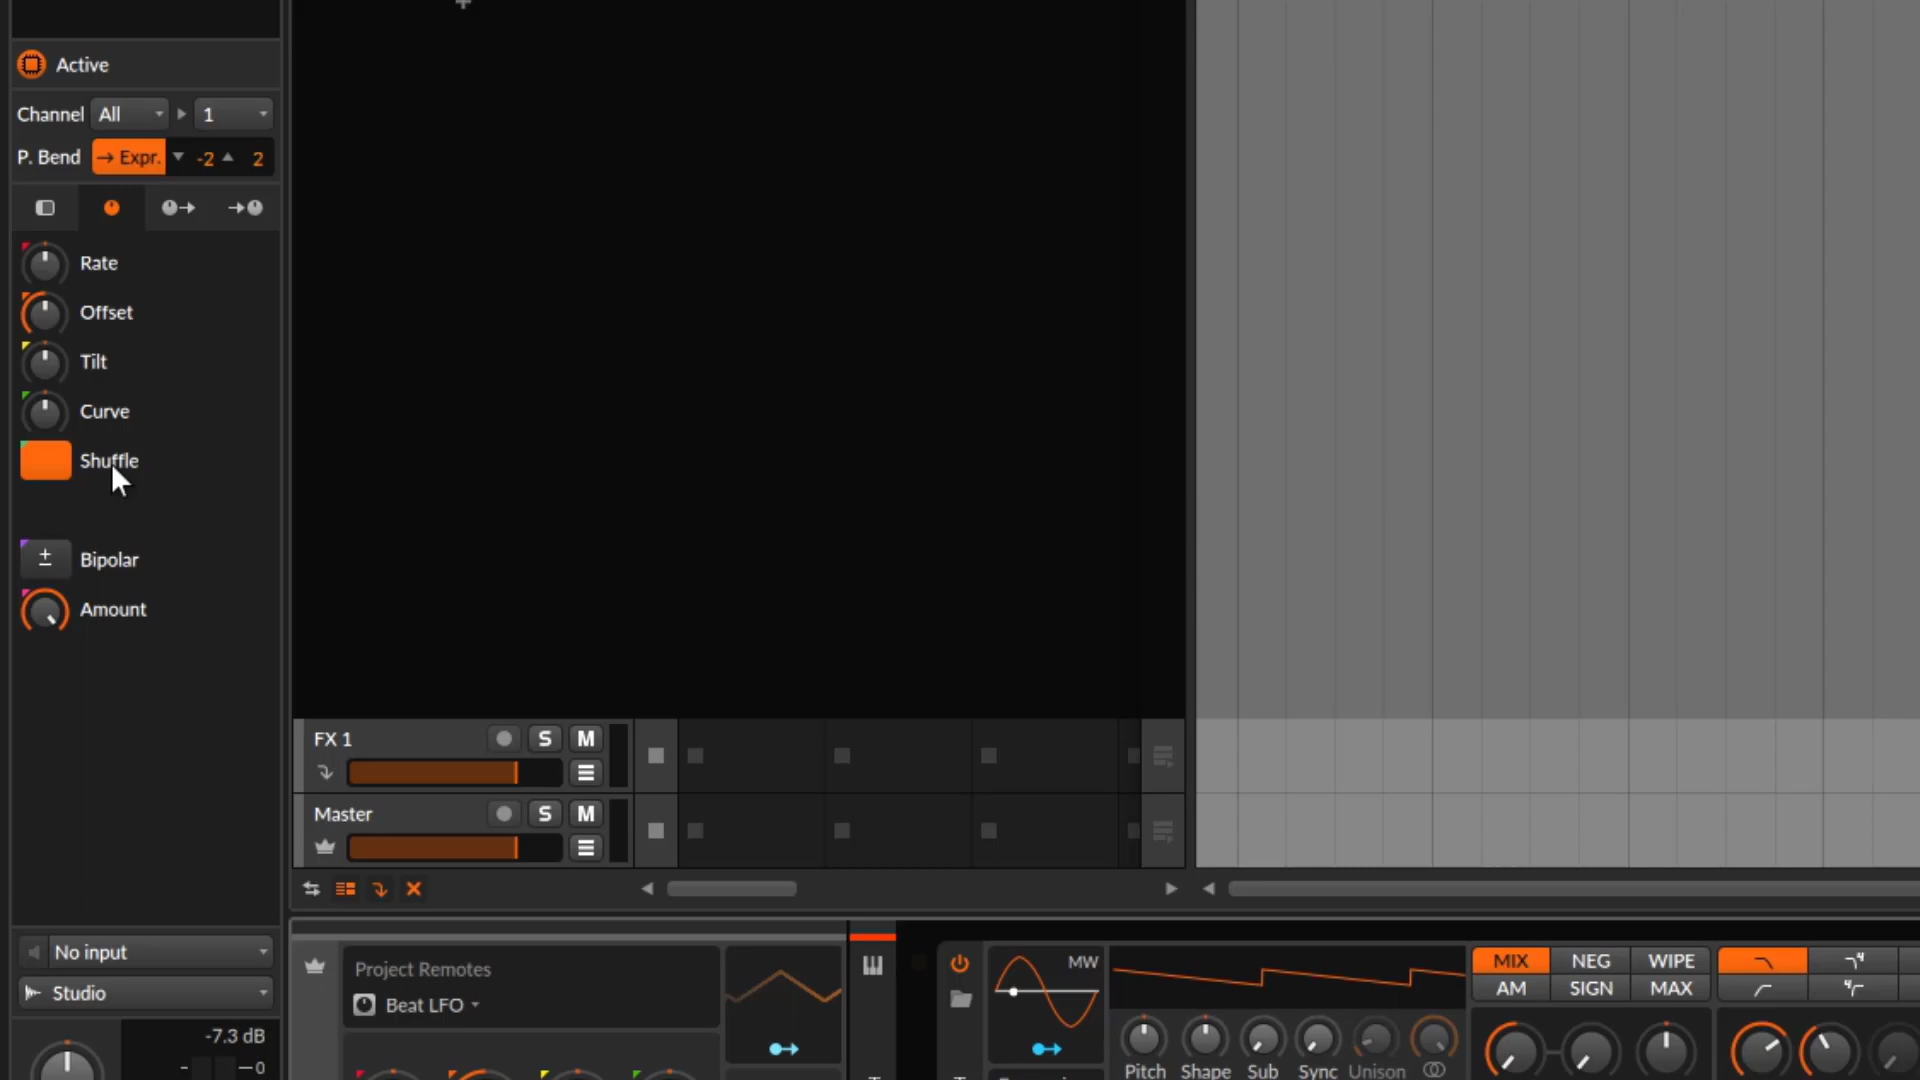 Active
Channel All 1
P. Bend → Expr. -2 2
Rate
Offset
Tilt
Curve
Shuffle
± Bipolar
Amount
FX 1 S M
Master S M
No input
Studio
-7.3 dB
0
Project Remotes
Beat LFO
MW
MIX NEG WIPE
AM SIGN MAX
Pitch Shape Sub Sync Unison